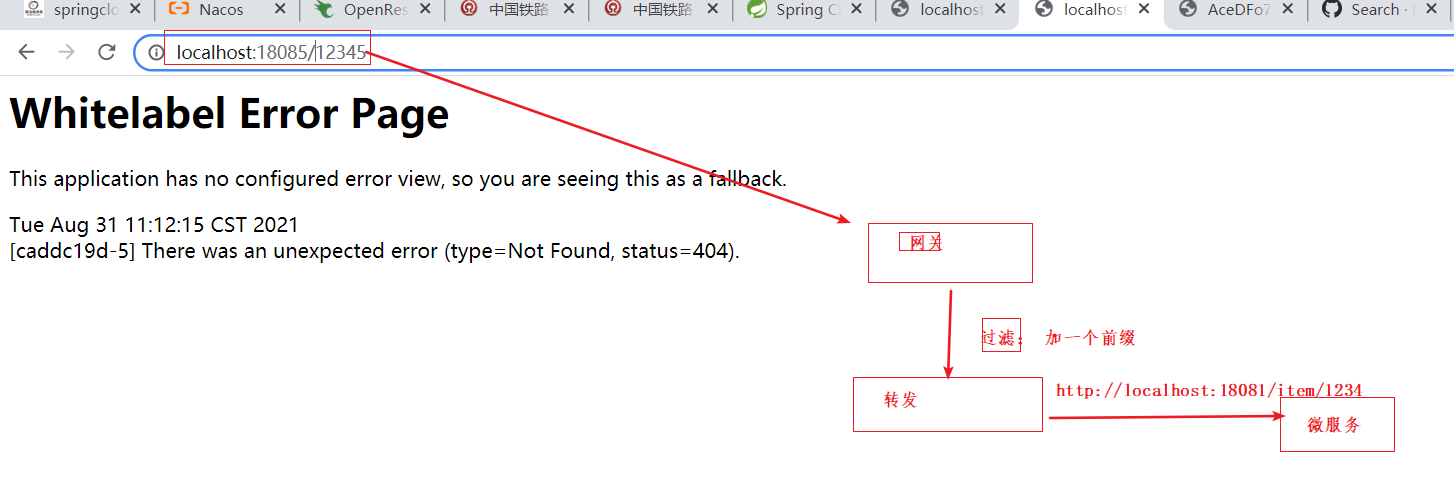 springclo
Nacos
OpenRes
中国铁路
中国铁路
Spring C
localhost
localhost
AceDFo7
Search ·
localhost:18085/12345
Whitelabel Error Page
This application has no configured error view, so you are seeing this as a fallback.
Tue Aug 31 11:12:15 CST 2021
[caddc19d-5] There was an unexpected error (type=Not Found, status=404).
网关
过滤: 加一个前缀
转发
http://localhost:18081/item/1234
微服务